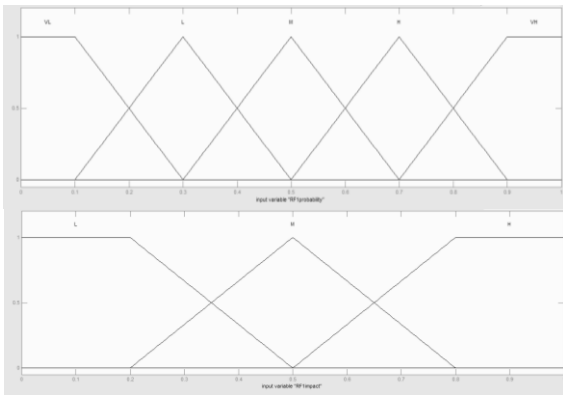 VL L M H VH
1
0.5
0
0 0.1 0.2 0.3 0.4 0.5 0.6 0.7 0.8 0.9 1
input variable "RF1probability"
L M H
1
0.5
0
0 0.1 0.2 0.3 0.4 0.5 0.6 0.7 0.8 0.9
input variable "RF1impact"